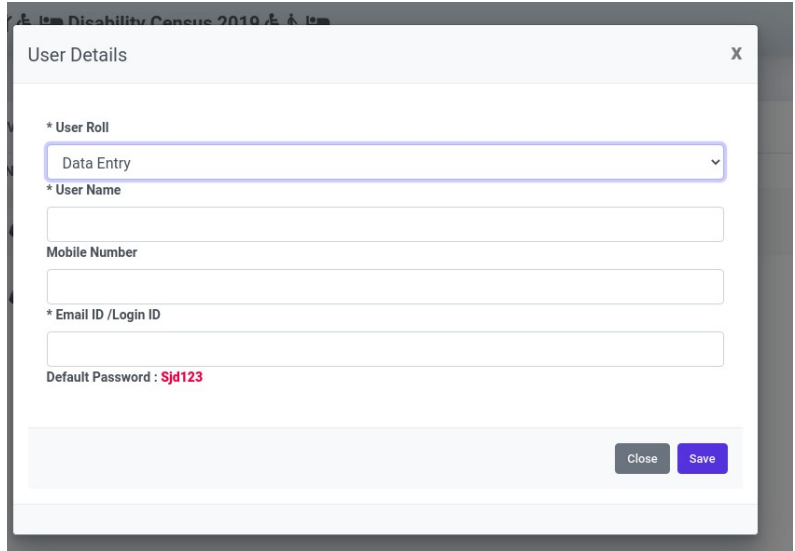 Disability Census 2019
User Details
X
* User Roll
Data Entry
* User Name
Mobile Number
* Email ID /Login ID
Default Password : Sjd123
Close
Save